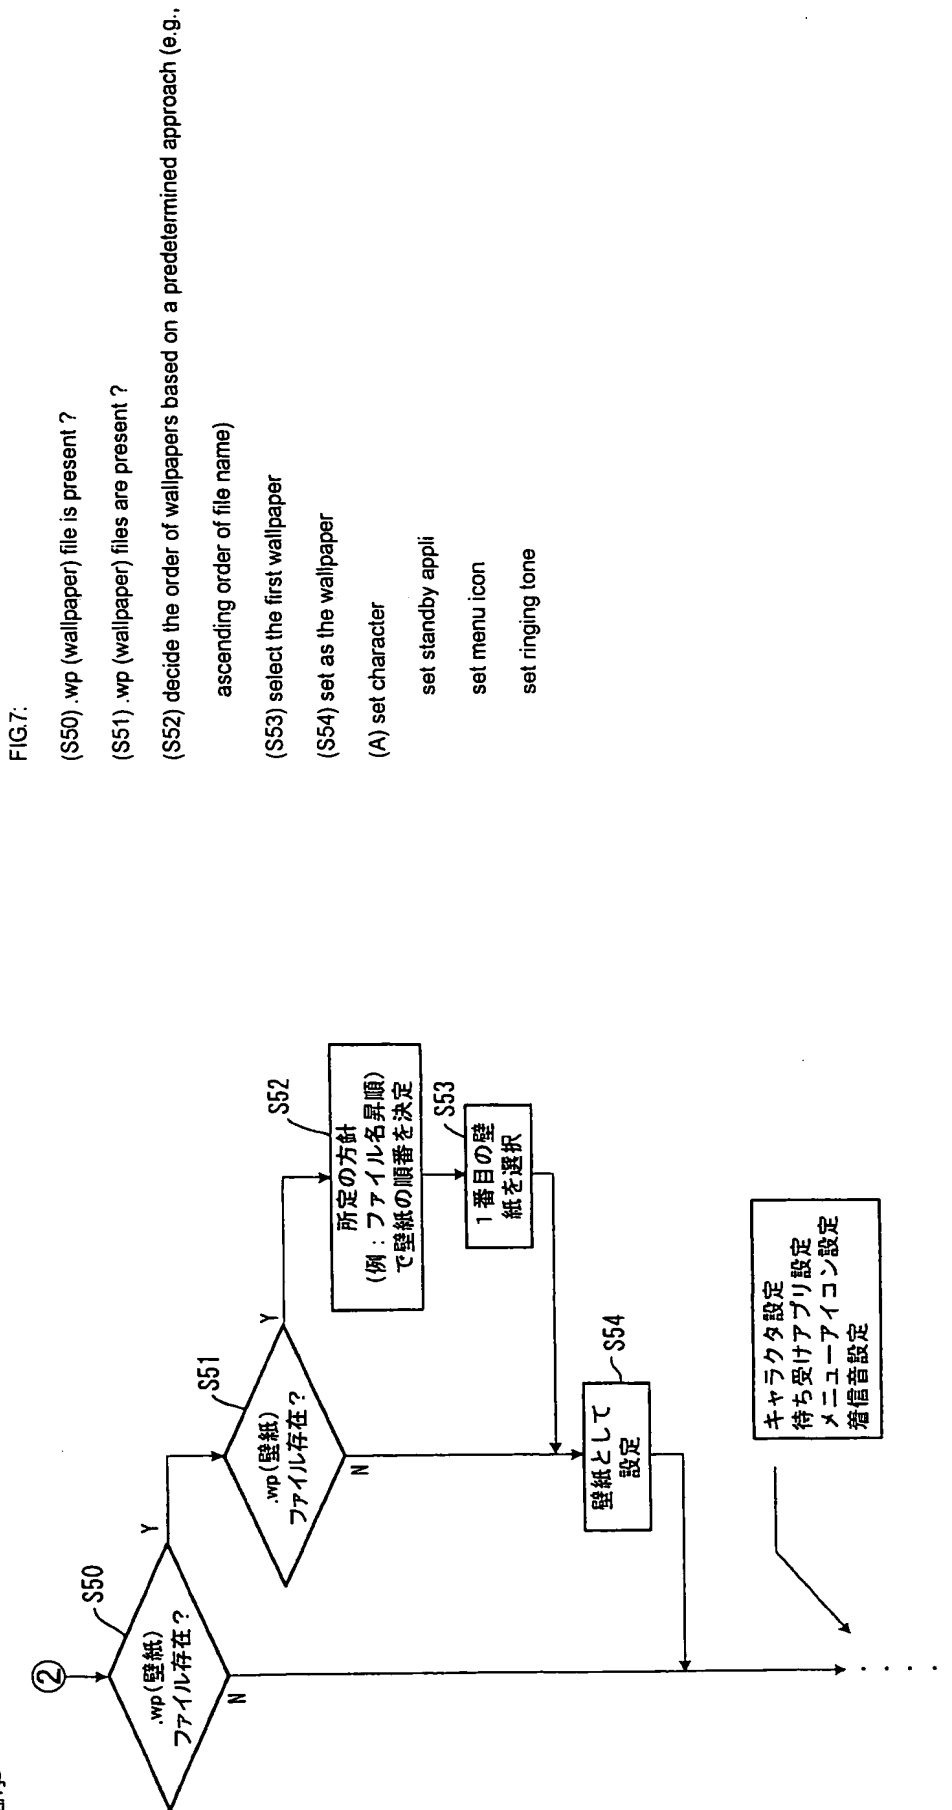 FIG.7:
(S50) .wp (wallpaper) file is present ?
(S51) .wp (wallpaper) files are present ?
(S52) decide the order of wallpapers based on a predetermined approach (e.g.,
ascending order of file name)
(S53) select the first wallpaper
(S54) set as the wallpaper
(A) set character
set standby appli
set menu icon
set ringing tone
②
S50
.wp(壁紙)
ファイル存在?
Y
N
S51
.wp(壁紙)
ファイル存在?
Y
N
S52
所定の方針
(例:ファイル名昇順)
で壁紙の順番を決定
S53
1番目の壁
紙を選択
S54
壁紙として
設定
キャラクタ設定
待ち受けアプリ設定
メニューアイコン設定
着信音設定